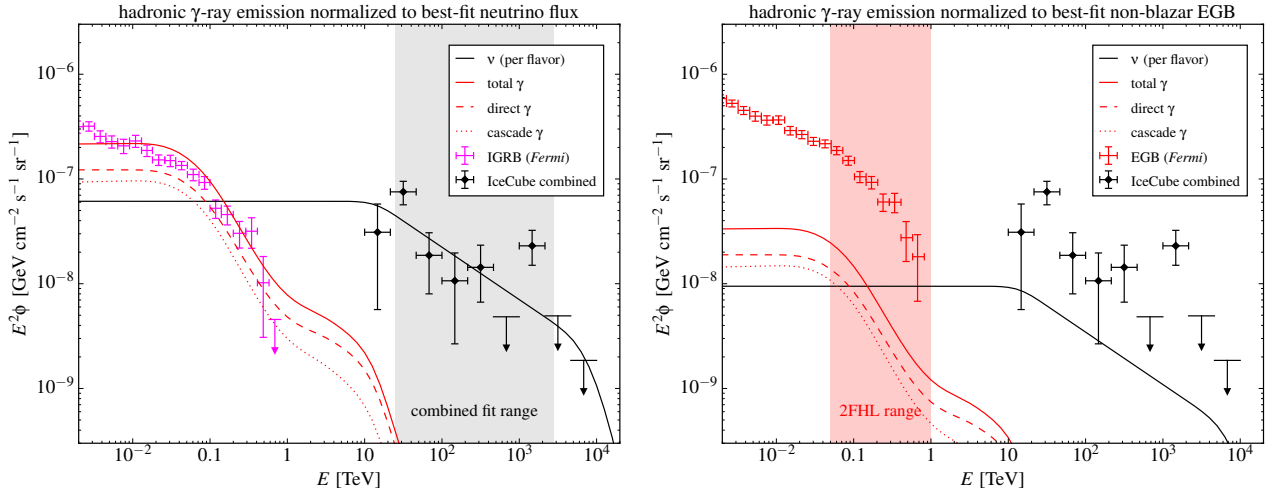 hadronic γ-ray emission normalized to best-fit neutrino flux
10⁻⁶
10⁻⁷
10⁻⁸
10⁻⁹
E²ϕ [GeV cm⁻² s⁻¹ sr⁻¹]
ν (per flavor)
total γ
direct γ
cascade γ
IGRB (Fermi)
IceCube combined
combined fit range
10⁻² 0.1 1 10 100 10³ 10⁴
E [TeV]
hadronic γ-ray emission normalized to best-fit non-blazar EGB
10⁻⁶
10⁻⁷
10⁻⁸
10⁻⁹
E²ϕ [GeV cm⁻² s⁻¹ sr⁻¹]
ν (per flavor)
total γ
direct γ
cascade γ
EGB (Fermi)
IceCube combined
2FHL range
10⁻² 0.1 1 10 100 10³ 10⁴
E [TeV]